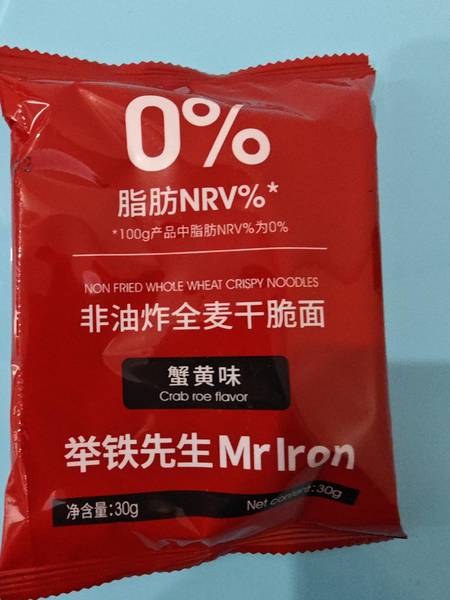 0%
脂肪NRV%*
*100g产品中脂肪NRV%为0%
NON FRIED WHOLE WHEAT CRISPY NOODLES
非油炸全麦干脆面
蟹黄味
Crab roe flavor
举铁先生 Mr Iron
净含量:30g Net content:30g